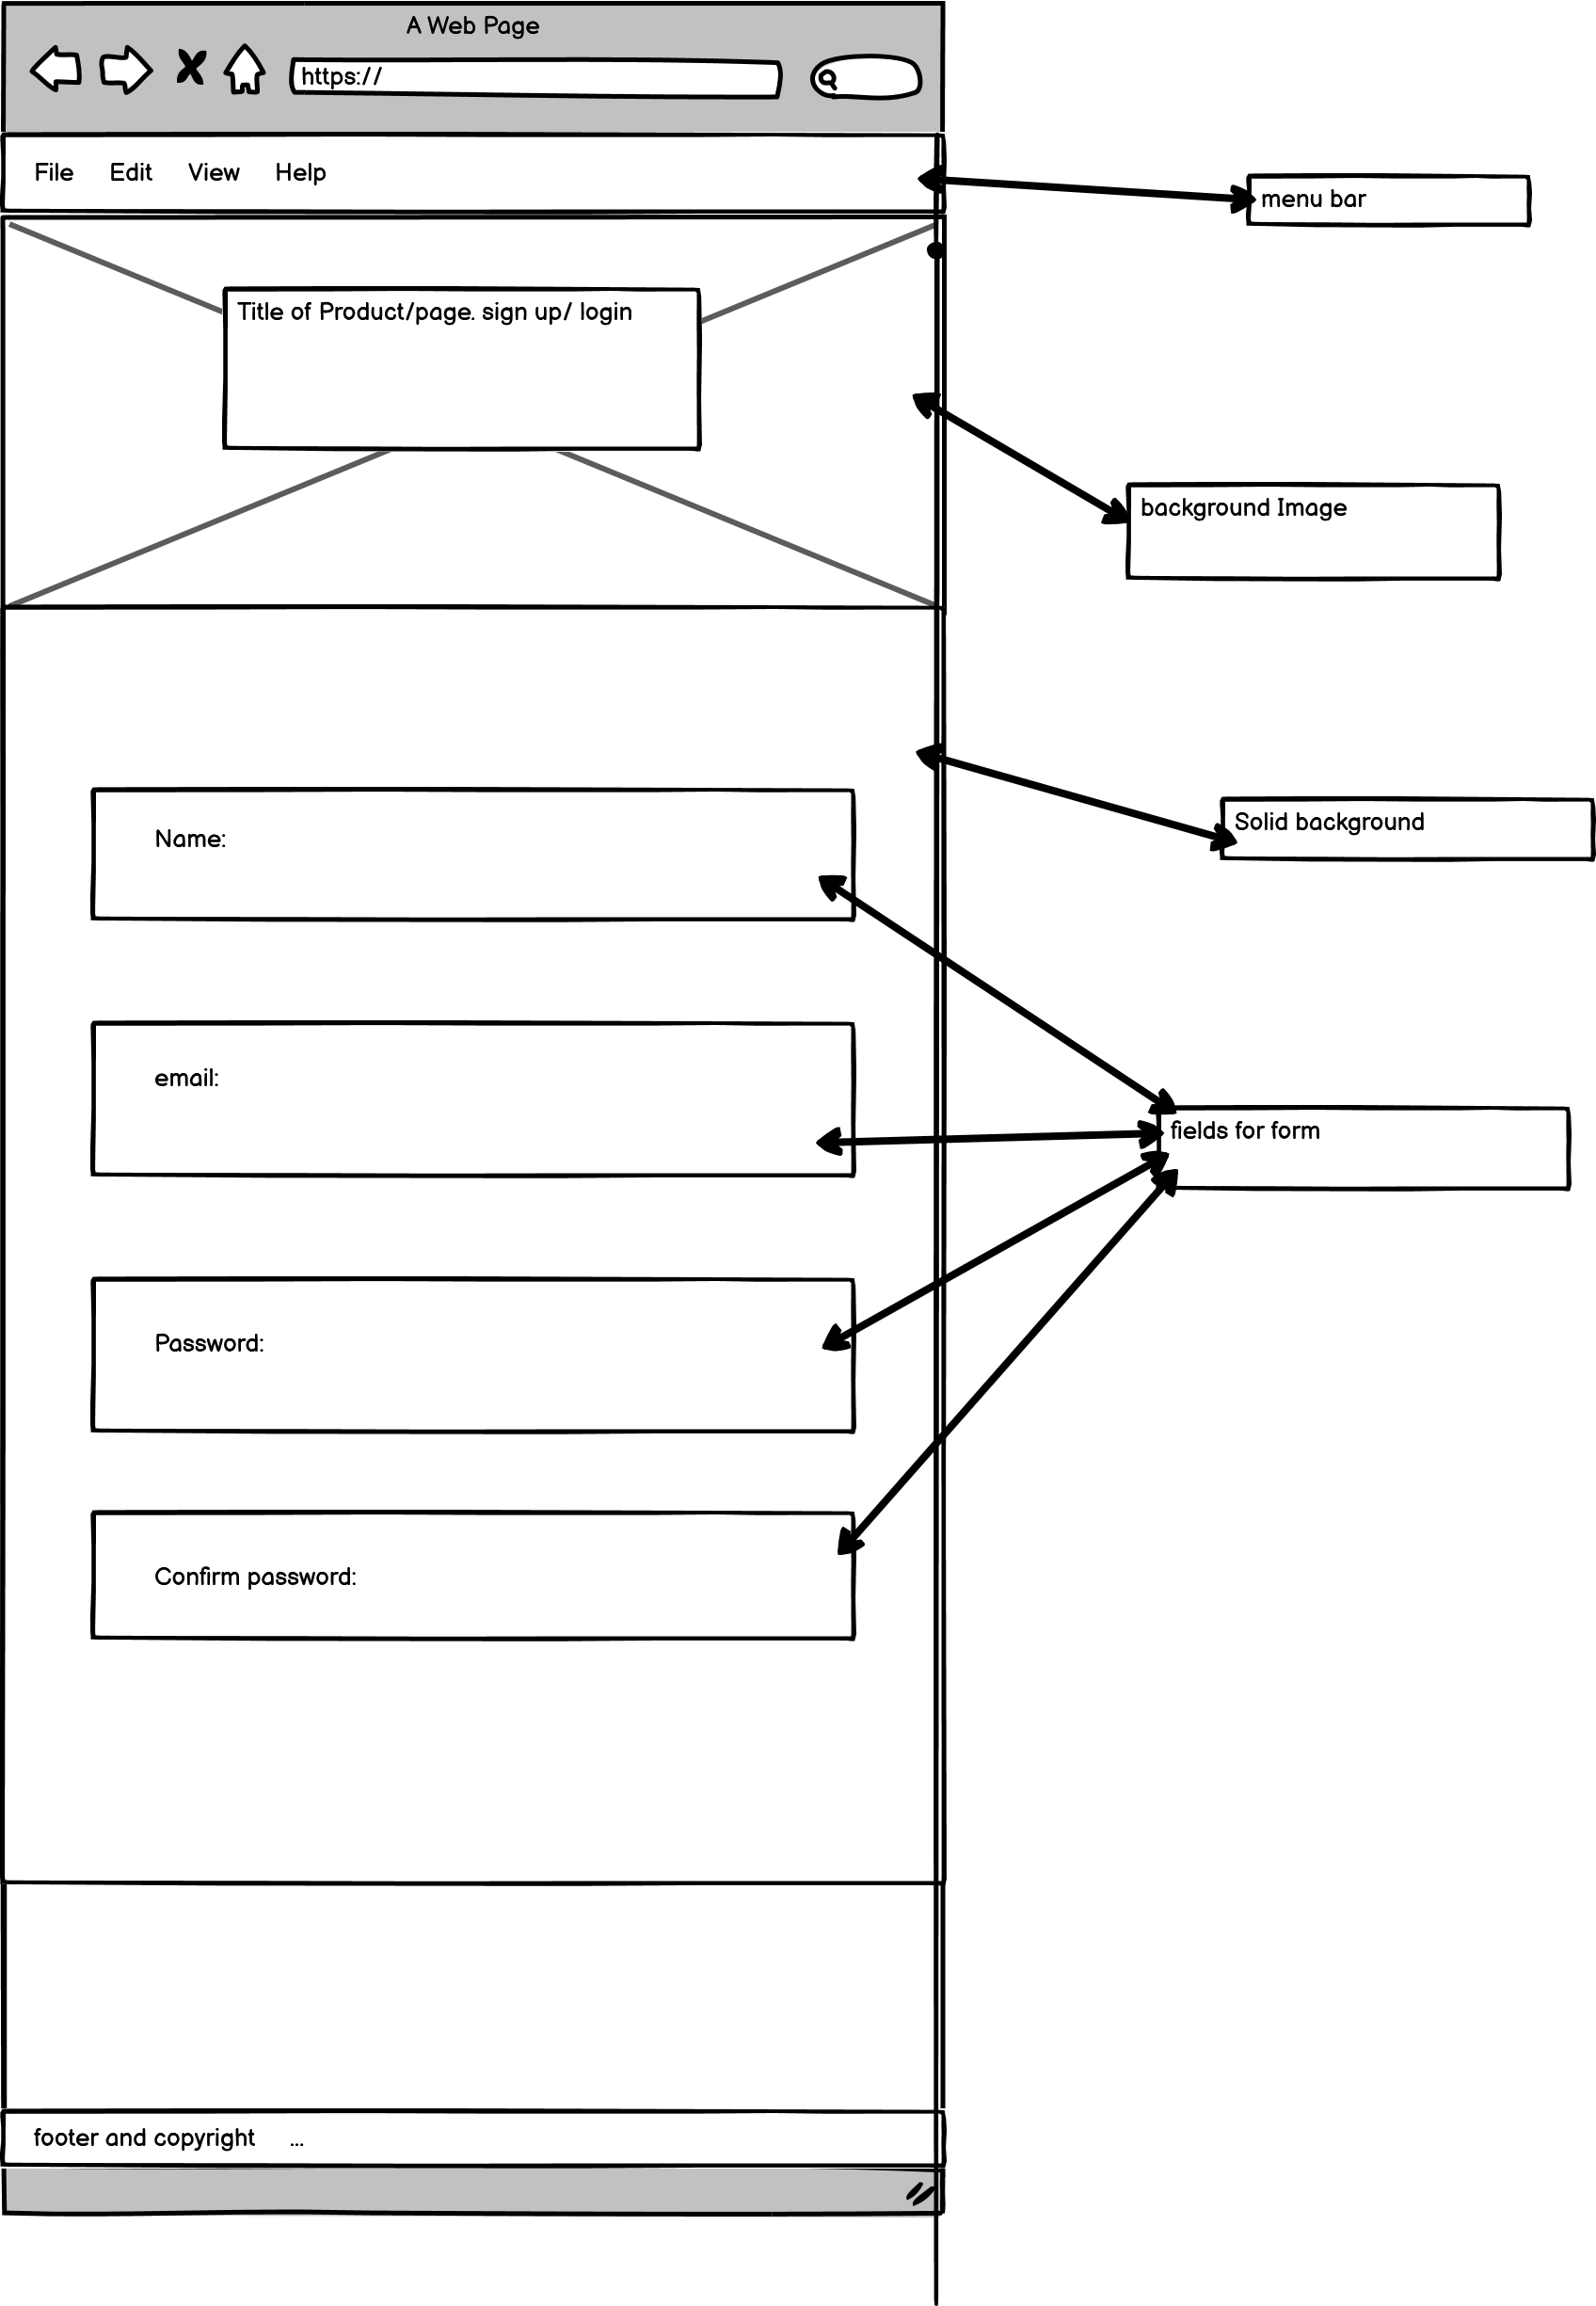 A Web Page
https://
File Edit View Help
menu bar
Title of Product/page. sign up/ login
background Image
Solid background
Name:
email:
fields for form
Password:
Confirm password:
footer and copyright ...